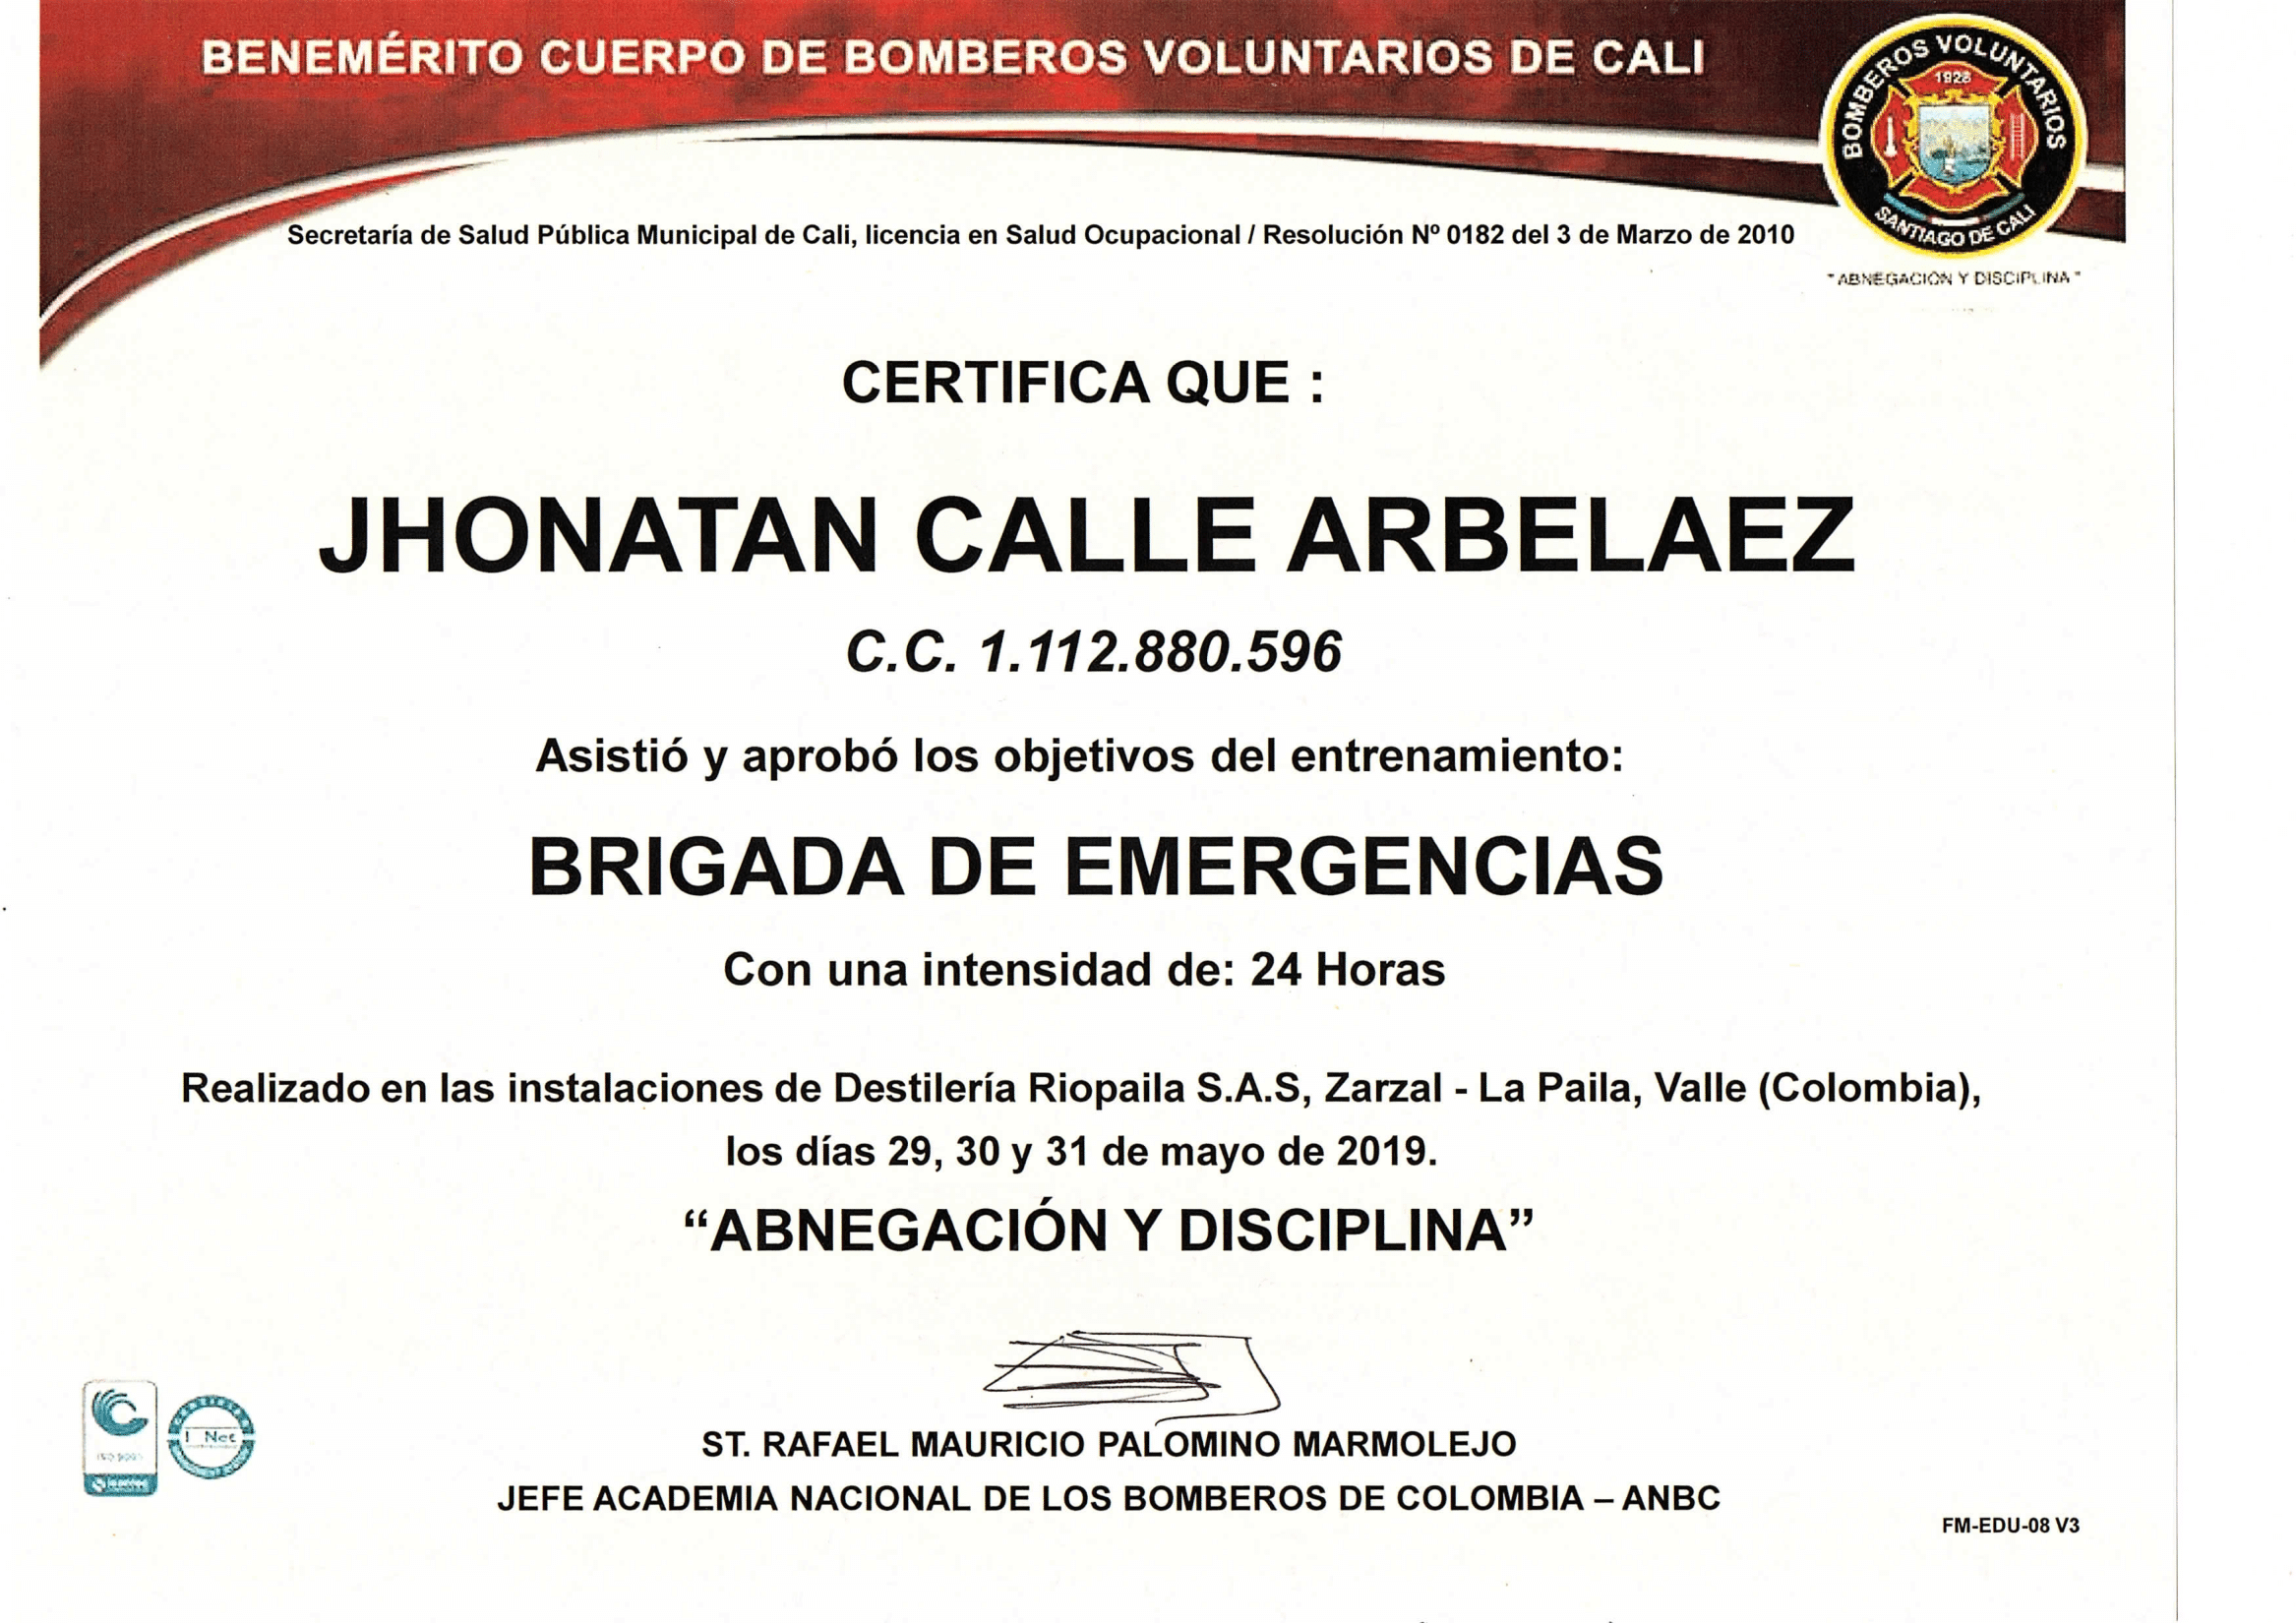 BENEMÉRITO CUERPO DE BOMBEROS VOLUNTARIOS DE CALI
BOMBEROS VOLUNTARIOS
1928
SANTIAGO DE CALI
"ABNEGACIÓN Y DISCIPLINA"
Secretaría de Salud Pública Municipal de Cali, licencia en Salud Ocupacional / Resolución Nº 0182 del 3 de Marzo de 2010
CERTIFICA QUE :
JHONATAN CALLE ARBELAEZ
C.C. 1.112.880.596
Asistió y aprobó los objetivos del entrenamiento:
BRIGADA DE EMERGENCIAS
Con una intensidad de: 24 Horas
Realizado en las instalaciones de Destilería Riopaila S.A.S, Zarzal - La Paila, Valle (Colombia),
los días 29, 30 y 31 de mayo de 2019.
“ABNEGACIÓN Y DISCIPLINA”
ST. RAFAEL MAURICIO PALOMINO MARMOLEJO
JEFE ACADEMIA NACIONAL DE LOS BOMBEROS DE COLOMBIA – ANBC
ISO 9001
FM-EDU-08 V3